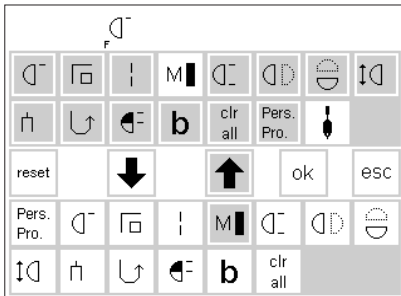 F
M
b clr all Pers. Pro.
reset ok esc
Pers. Pro. M
b clr all